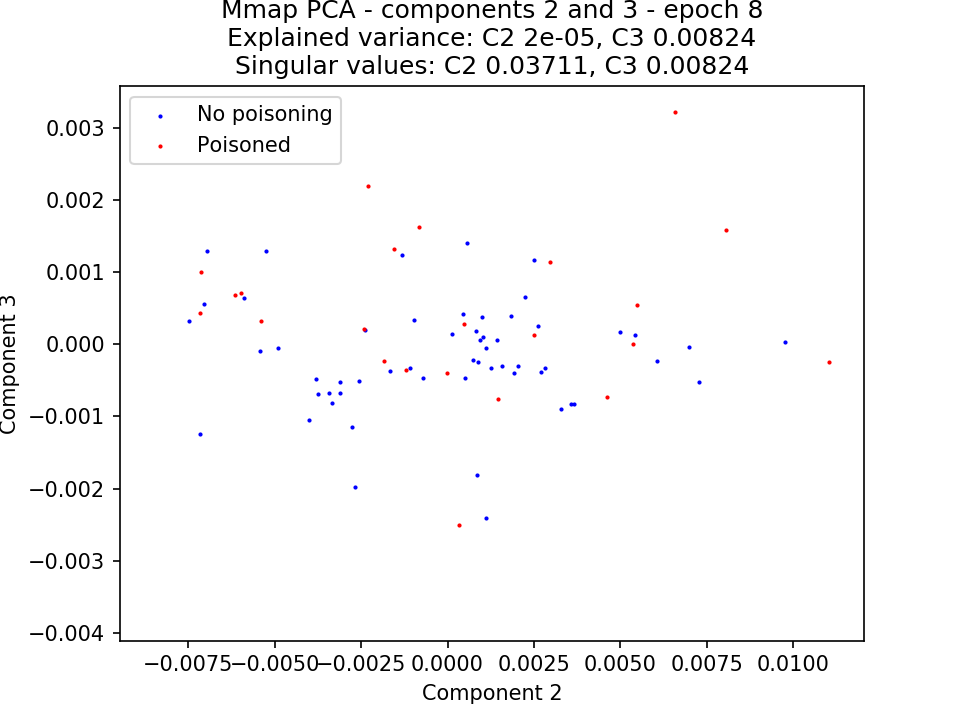 Mmap PCA - components 2 and 3 - epoch 8
Explained variance: C2 2e-05, C3 0.00824
Singular values: C2 0.03711, C3 0.00824
No poisoning
Poisoned
0.003
0.002
0.001
0.000
−0.001
−0.002
−0.003
−0.004
Component 3
−0.0075 −0.0050 −0.0025 0.0000 0.0025 0.0050 0.0075 0.0100
Component 2